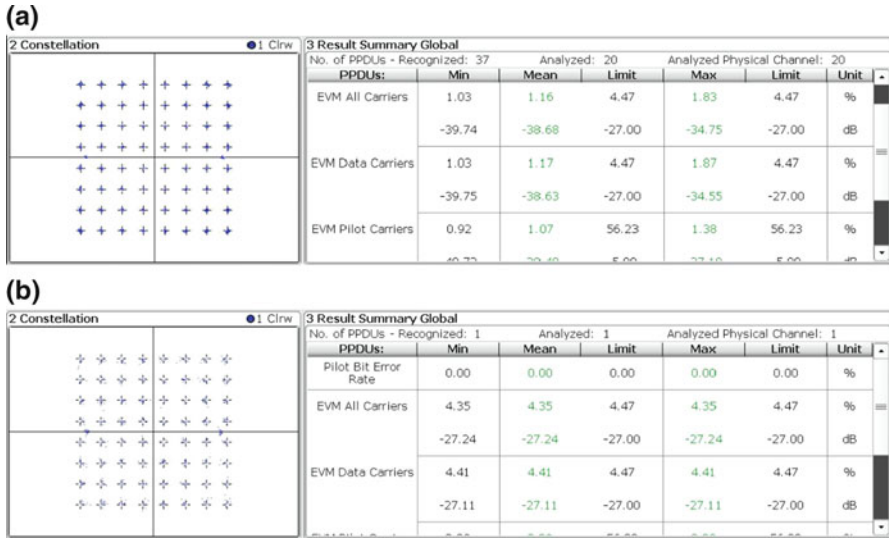 (a)
2 Constellation 1 Clrw 3 Result Summary Global
No. of PPDUs - Recognized: 37 Analyzed: 20 Analyzed Physical Channel: 20
PPDUs: Min Mean Limit Max Limit Unit
EVM All Carriers 1.03 1.16 4.47 1.83 4.47 %
-39.74 -38.68 -27.00 -34.75 -27.00 dB
EVM Data Carriers 1.03 1.17 4.47 1.87 4.47 %
-39.75 -38.63 -27.00 -34.55 -27.00 dB
EVM Pilot Carriers 0.92 1.07 56.23 1.38 56.23 %
(b)
2 Constellation 1 Clrw 3 Result Summary Global
No. of PPDUs - Recognized: 1 Analyzed: 1 Analyzed Physical Channel: 1
PPDUs: Min Mean Limit Max Limit Unit
Pilot Bit Error Rate 0.00 0.00 0.00 0.00 0.00 %
EVM All Carriers 4.35 4.35 4.47 4.35 4.47 %
-27.24 -27.24 -27.00 -27.24 -27.00 dB
EVM Data Carriers 4.41 4.41 4.47 4.41 4.47 %
-27.11 -27.11 -27.00 -27.11 -27.00 dB